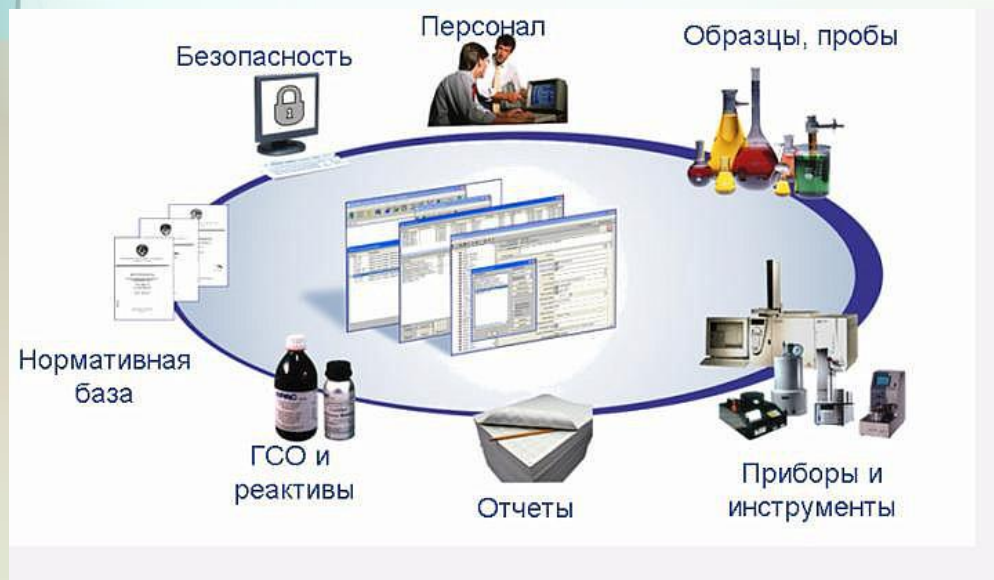 Персонал
Образцы, пробы
Безопасность
Нормативная
база
ГСО и
реактивы
Отчеты
Приборы и
инструменты